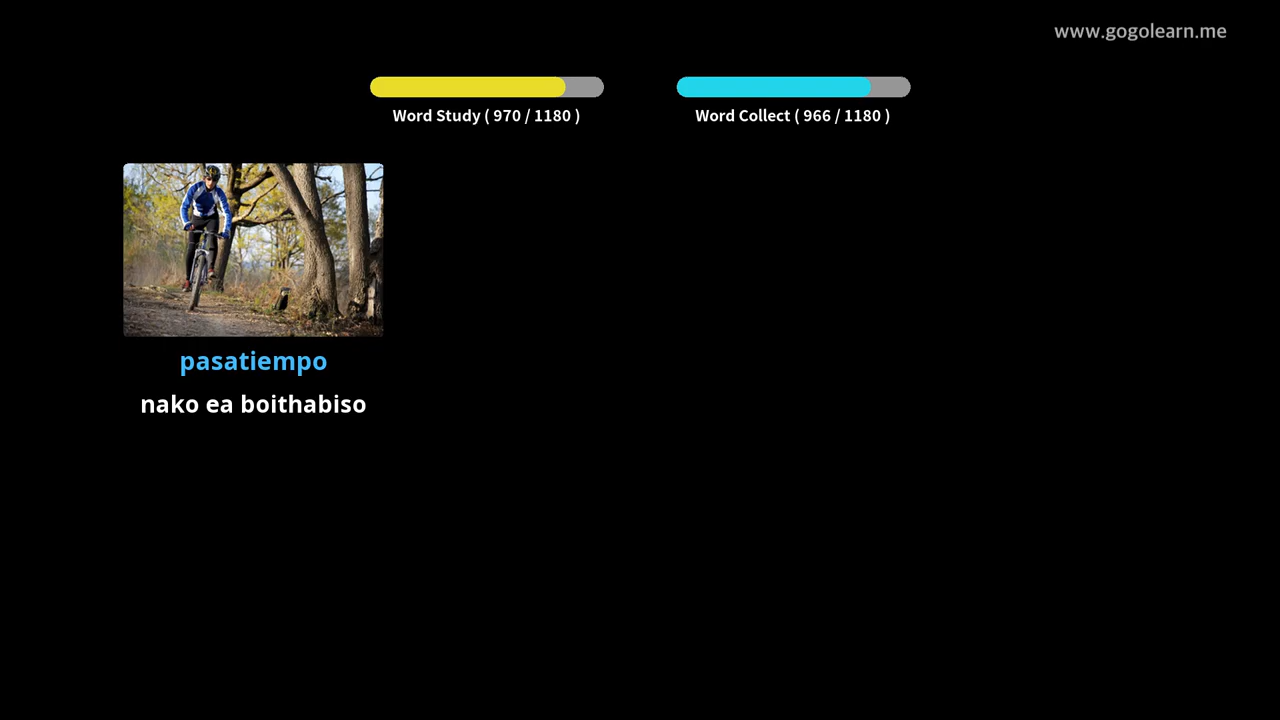 www.gogolearn.me
Word Study ( 970 / 1180 )
Word Collect ( 966 / 1180 )
pasatiempo
nako ea boithabiso